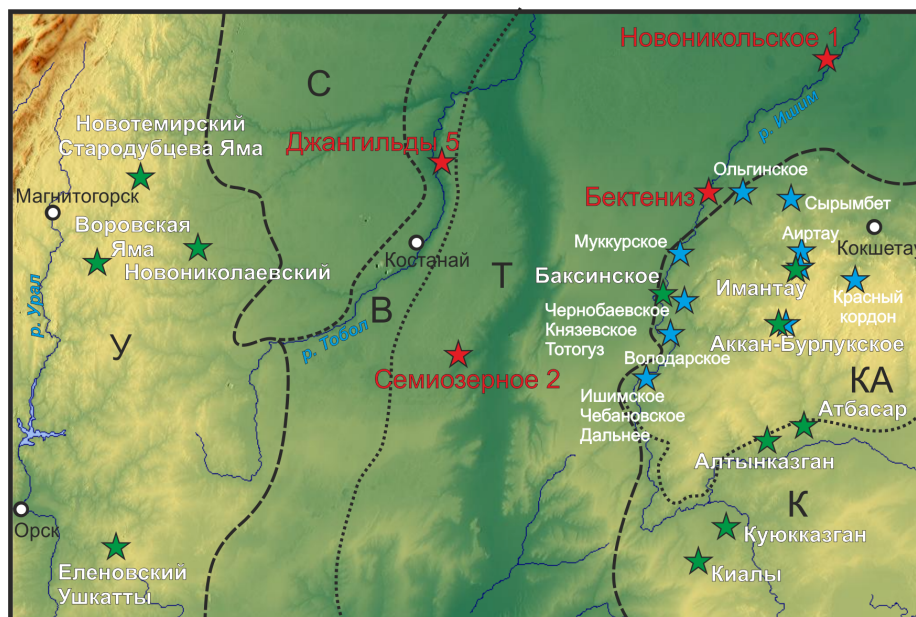 Новоникольское 1
р. Ишим
С
Новотемирский
Стародубцева Яма
Джангильды 5
Магнитогорск
Ольгинское
Бектениз
Сырымбет
Воровская
Яма
Новониколаевский
Костанай
Муккурское
Аиртау
Кокшетау
Баксинское
Имантау
Красный
кордон
р. Урал
У
р. Тобол
В
Т
Чернобаевское
Князевское
Тотогуз
Аккан-Бурлукское
Володарское
Семиозерное 2
КА
Ишимское
Чебановское
Дальнее
Атбасар
Алтынказган
К
Орск
Куюкказган
Еленовский
Ушкатты
Киалы